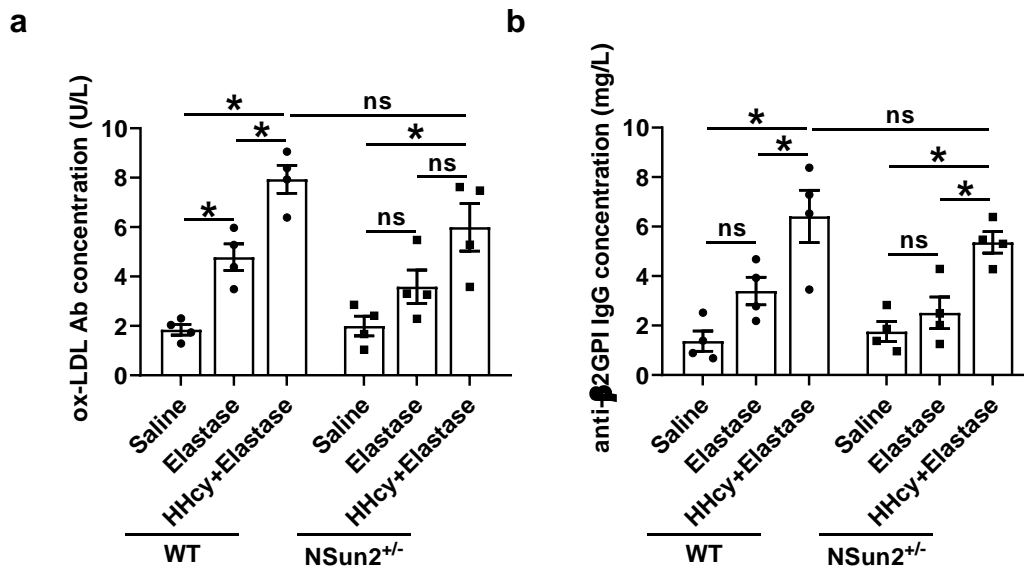 a
ox-LDL Ab concentration (U/L)
10
8
6
4
2
0
*
*
*
ns
*
ns
ns
Saline
Elastase
HHcy+Elastase
Saline
Elastase
HHcy+Elastase
WT
NSun2+/-
b
anti-β2GPI IgG concentration (mg/L)
10
8
6
4
2
0
*
*
ns
ns
*
*
ns
Saline
Elastase
HHcy+Elastase
Saline
Elastase
HHcy+Elastase
WT
NSun2+/-